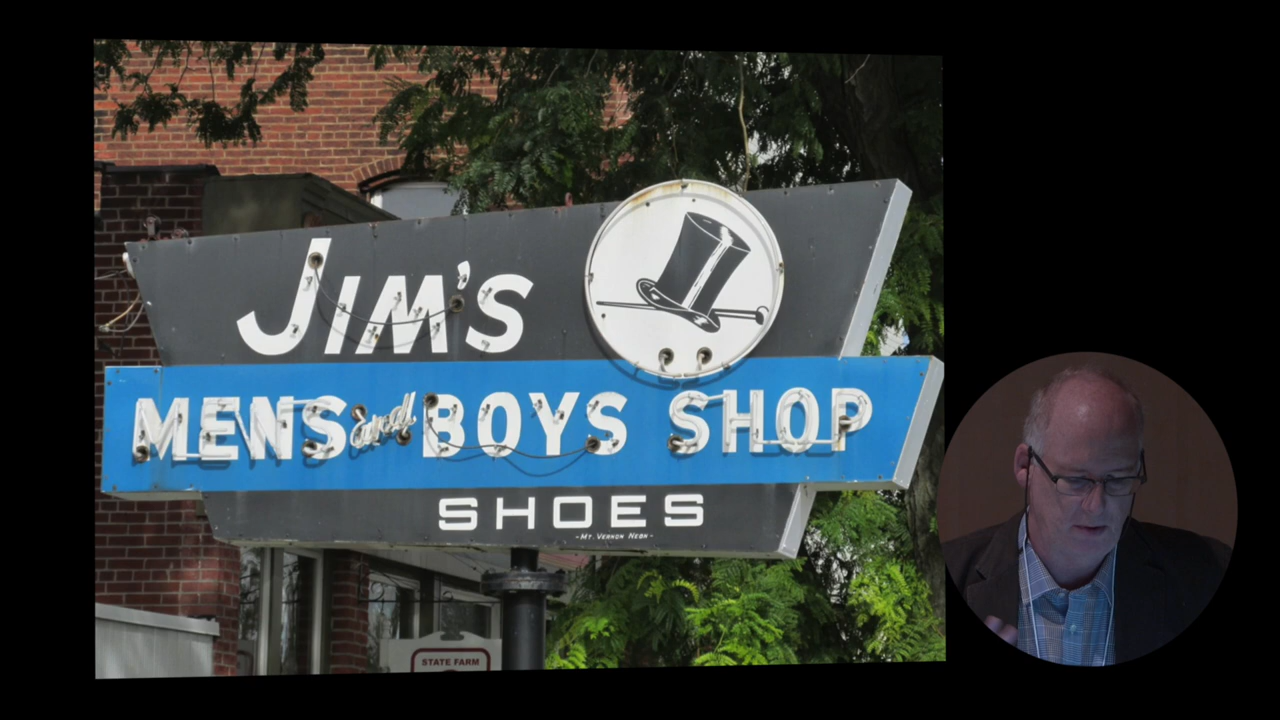 JIM'S
MENS and BOYS SHOP
SHOES
-MT. VERNON NEON-
STATE FARM